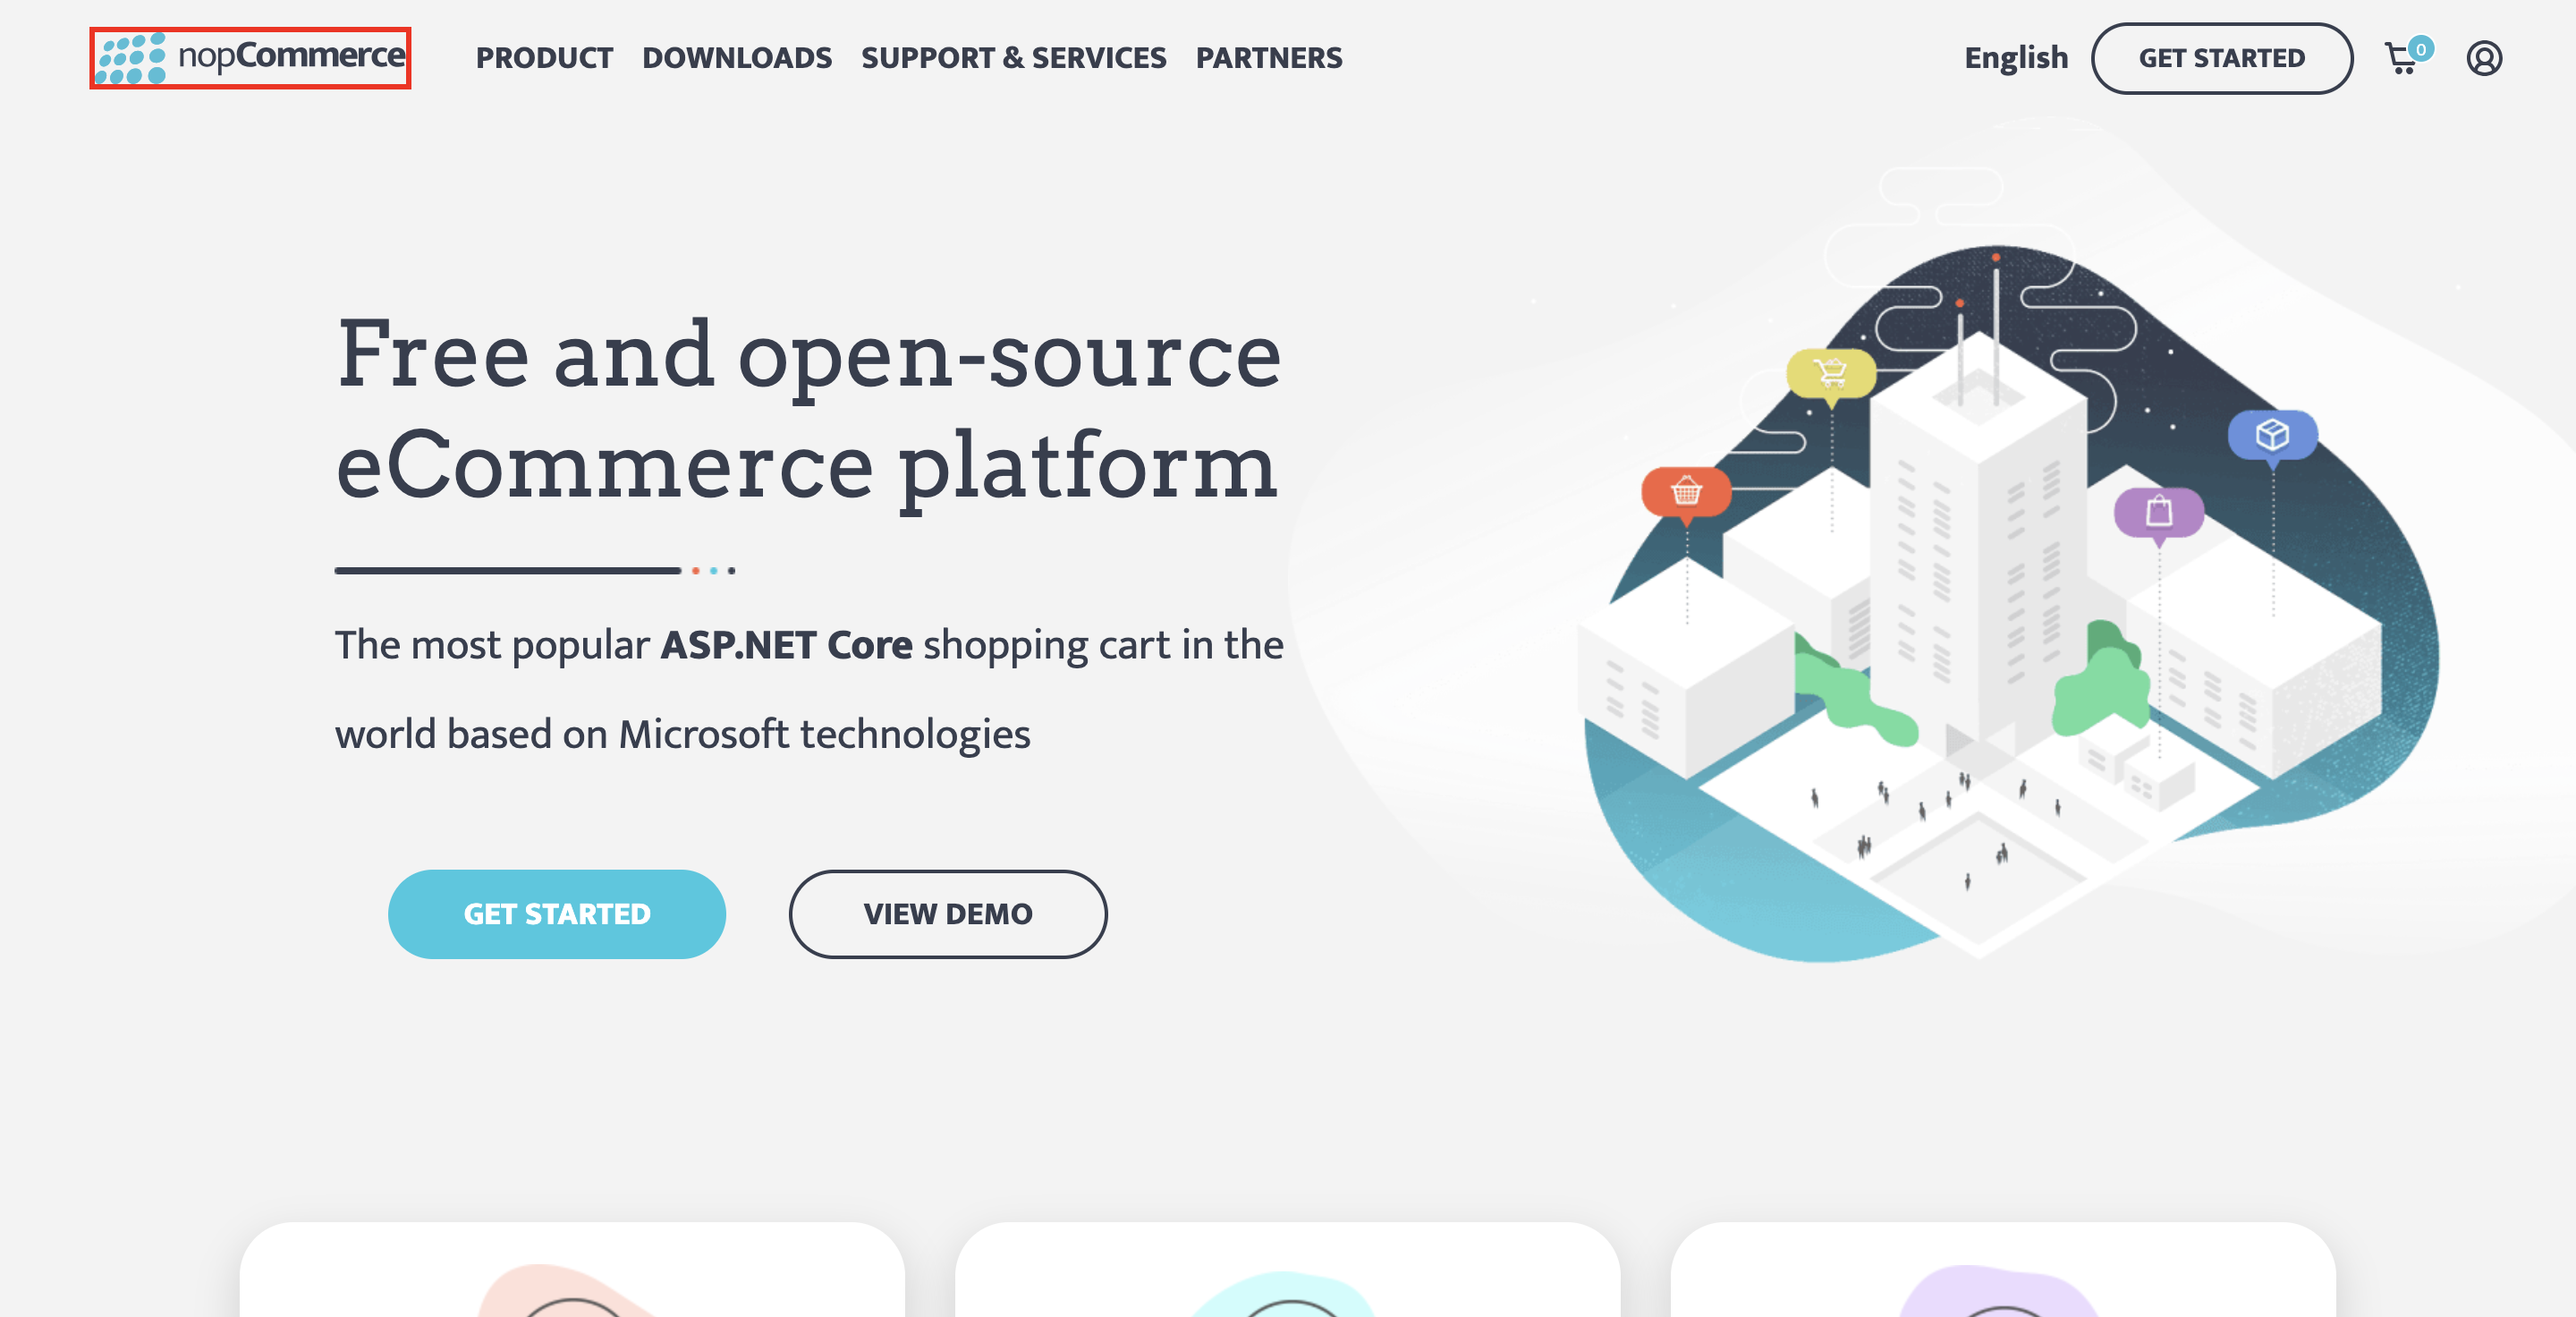 nopCommerce
PRODUCT DOWNLOADS SUPPORT & SERVICES PARTNERS
English GET STARTED 0
Free and open-source
eCommerce platform
The most popular ASP.NET Core shopping cart in the
world based on Microsoft technologies
GET STARTED VIEW DEMO